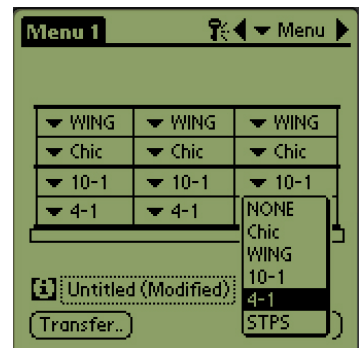 Menu 1 Menu
WING WING WING
Chic Chic Chic
10-1 10-1 10-1
4-1 4-1
NONE
Chic
WING
10-1
4-1
STPS
i Untitled (Modified)
Transfer..